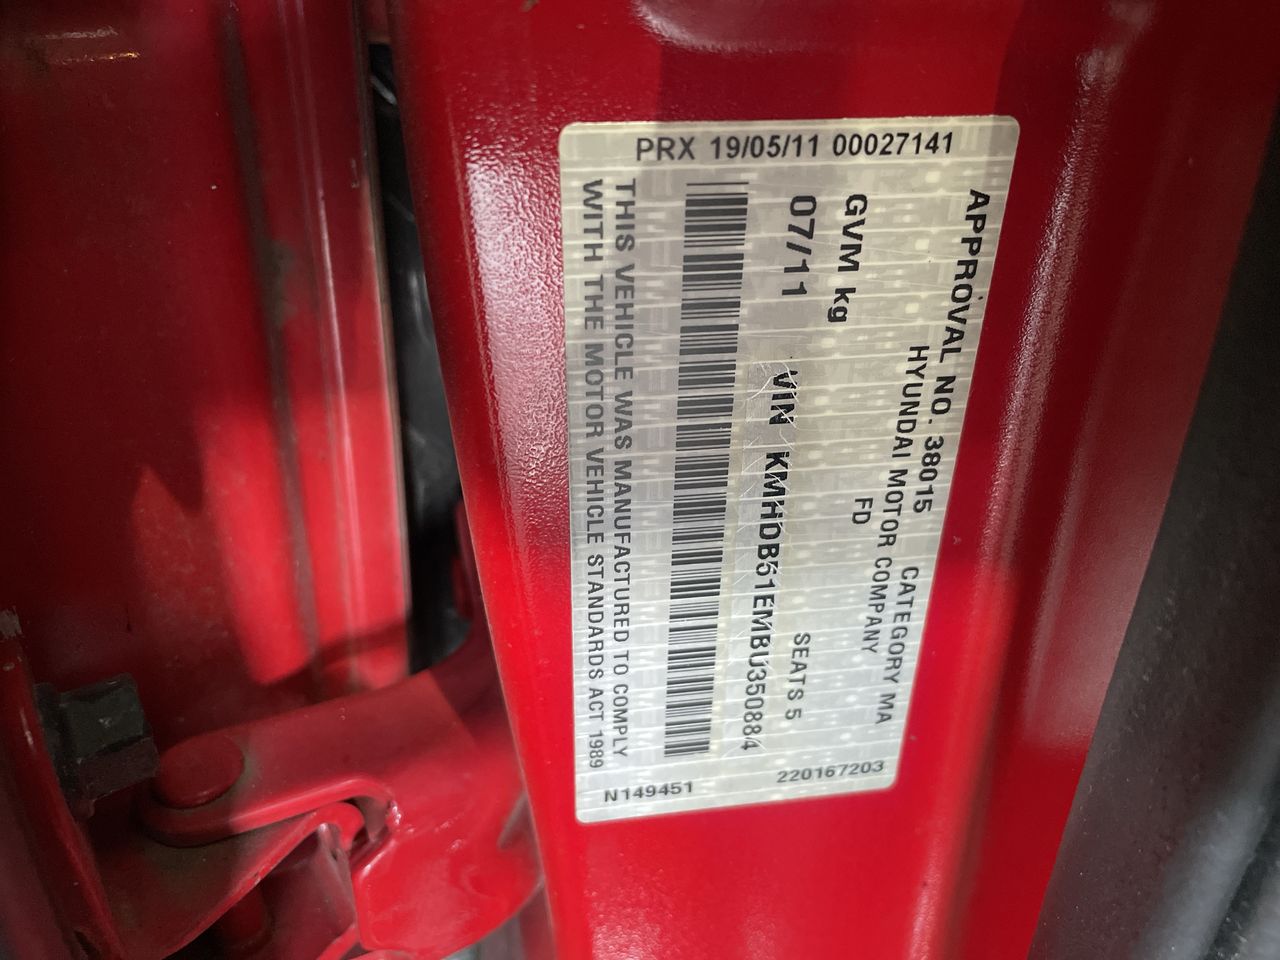 PRX 19/05/11 00027141
APPROVAL NO. 38015 CATEGORY MA
HYUNDAI MOTOR COMPANY
FD
GVM kg
07/11 VIN KMHDB51EMBU350884
SEATS 5
THIS VEHICLE WAS MANUFACTURED TO COMPLY
WITH THE MOTOR VEHICLE STANDARDS ACT 1989
N149451
220167203